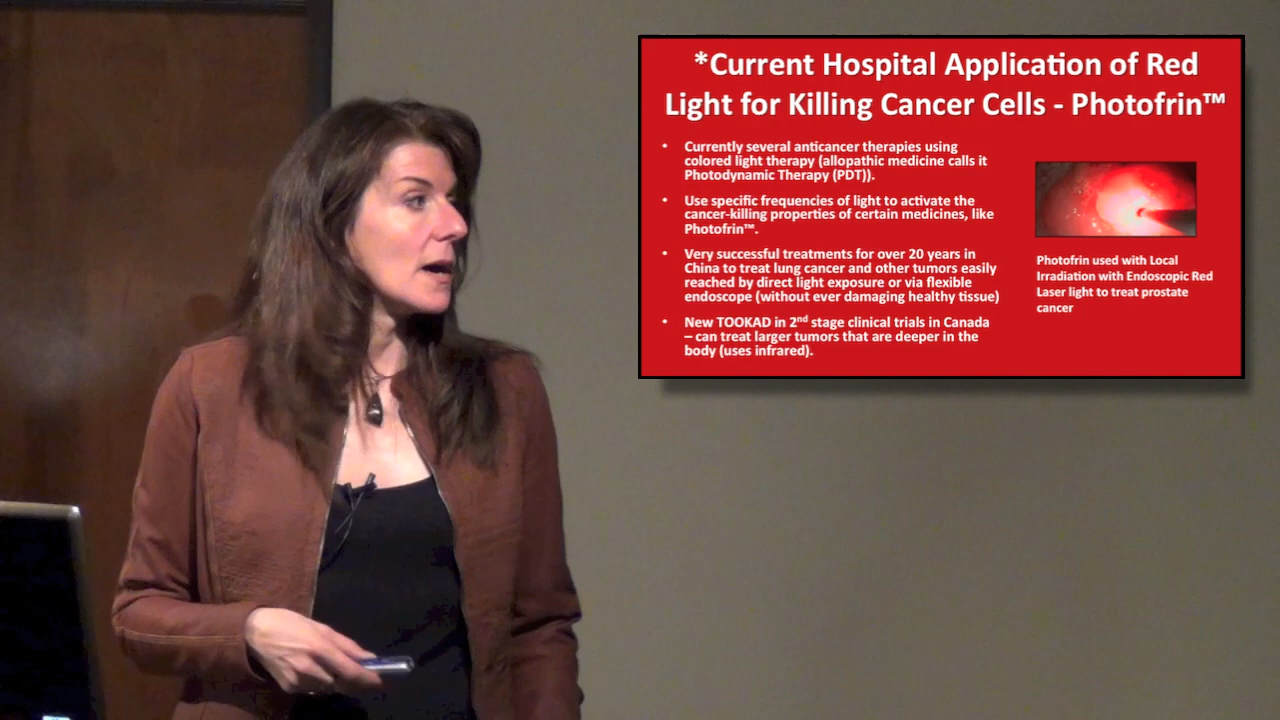 *Current Hospital Application of Red
Light for Killing Cancer Cells - Photofrin™
• Currently several anticancer therapies using
colored light therapy (allopathic medicine calls it
Photodynamic Therapy (PDT)).
• Use specific frequencies of light to activate the
cancer-killing properties of certain medicines, like
Photofrin™.
• Very successful treatments for over 20 years in
China to treat lung cancer and other tumors easily
reached by direct light exposure or via flexible
endoscope (without ever damaging healthy tissue)
• New TOOKAD in 2nd stage clinical trials in Canada
– can treat larger tumors that are deeper in the
body (uses infrared).
Photofrin used with Local
Irradiation with Endoscopic Red
Laser light to treat prostate
cancer